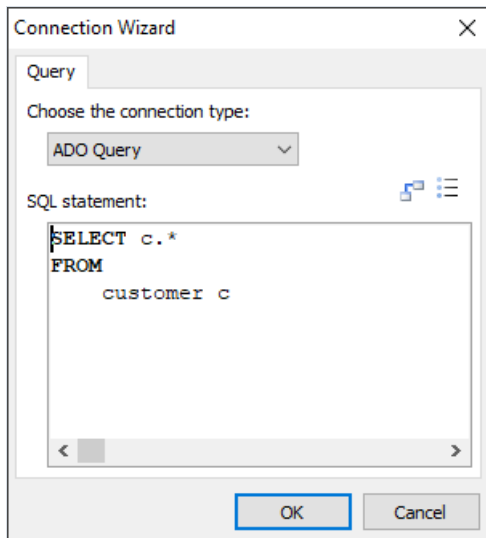 Connection Wizard
Query
Choose the connection type:
ADO Query
SQL statement:
SELECT c.*
FROM
    customer c
OK
Cancel